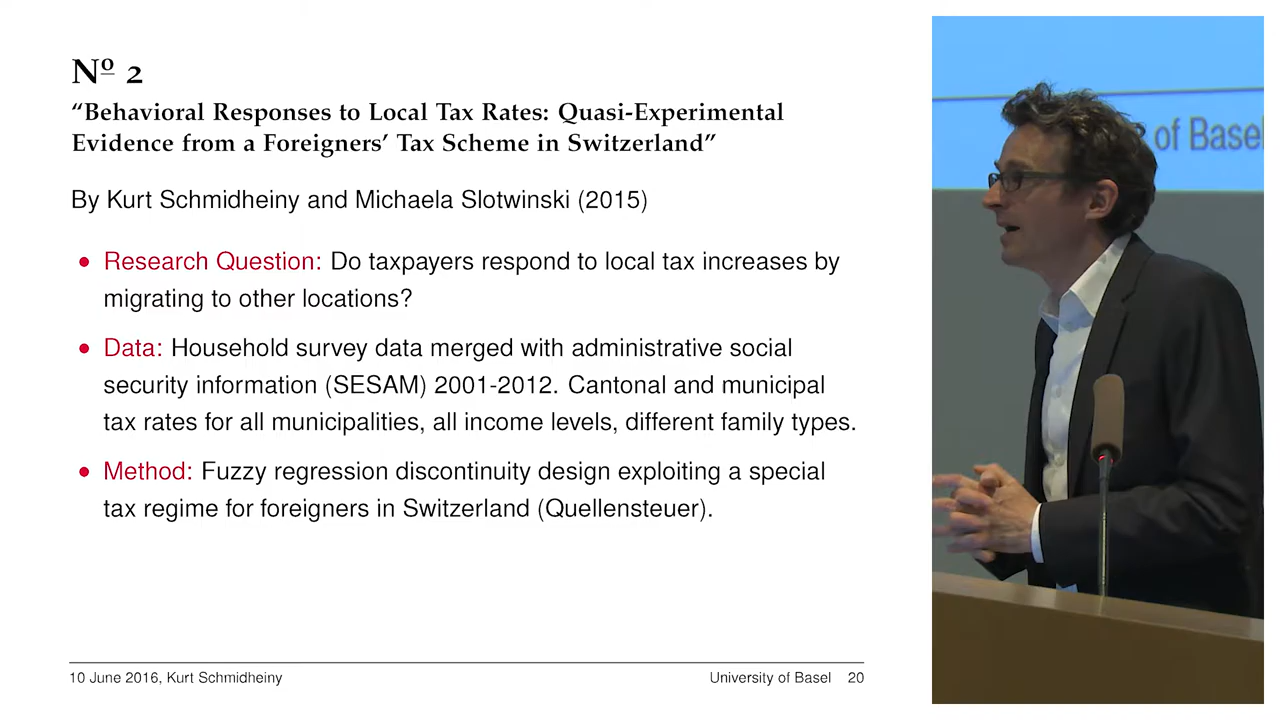 Nº 2
“Behavioral Responses to Local Tax Rates: Quasi-Experimental
Evidence from a Foreigners’ Tax Scheme in Switzerland”
By Kurt Schmidheiny and Michaela Slotwinski (2015)
• Research Question: Do taxpayers respond to local tax increases by
migrating to other locations?
• Data: Household survey data merged with administrative social
security information (SESAM) 2001-2012. Cantonal and municipal
tax rates for all municipalities, all income levels, different family types.
• Method: Fuzzy regression discontinuity design exploiting a special
tax regime for foreigners in Switzerland (Quellensteuer).
10 June 2016, Kurt Schmidheiny
University of Basel 20
of Basel